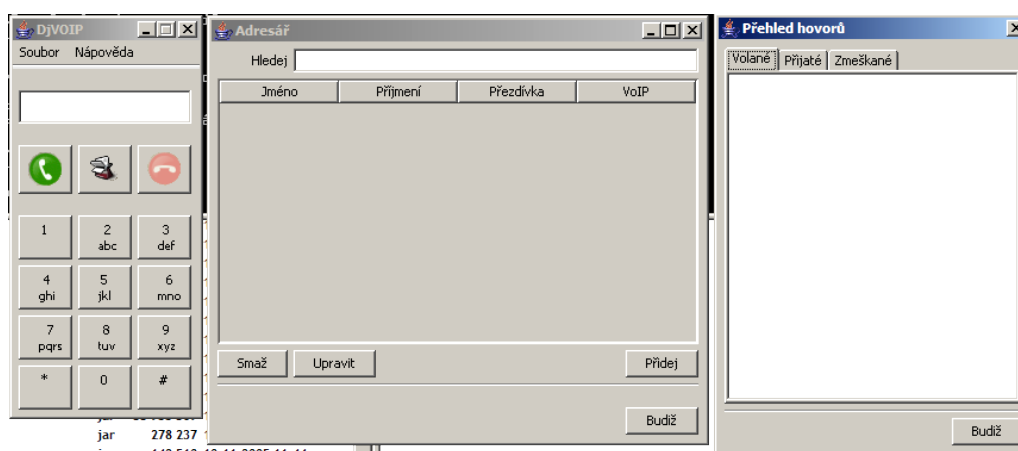 DjVOIP
Soubor Nápověda
1
2
abc
3
def
4
ghi
5
jkl
6
mno
7
pqrs
8
tuv
9
xyz
*
0
#
Adresář
Hledej
Jméno Příjmení Přezdívka VoIP
Smaž Upravit Přidej
Budiž
Přehled hovorů
Volané Přijaté Zmeškané
Budiž
jar 278 237